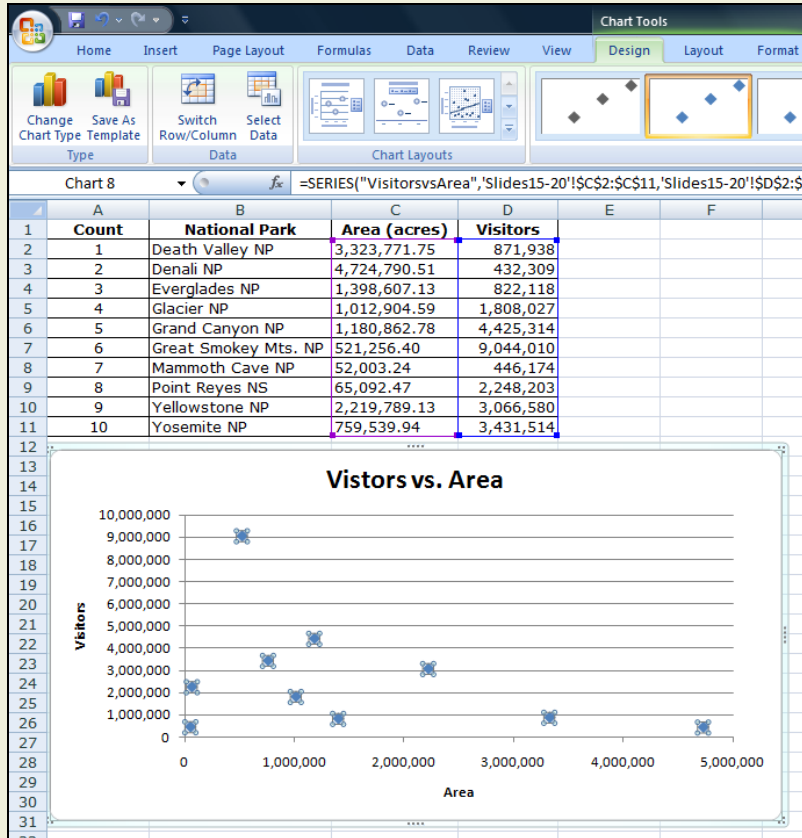 Chart Tools
Home Insert Page Layout Formulas Data Review View Design Layout Format
Change Chart Type Save As Template Switch Row/Column Select Data
Type Data Chart Layouts
Chart 8 fx =SERIES("VisitorsvsArea",'Slides15-20'!$C$2:$C$11,'Slides15-20'!$D$2:$
A B C D E F
1 Count National Park Area (acres) Visitors
2 1 Death Valley NP 3,323,771.75 871,938
3 2 Denali NP 4,724,790.51 432,309
4 3 Everglades NP 1,398,607.13 822,118
5 4 Glacier NP 1,012,904.59 1,808,027
6 5 Grand Canyon NP 1,180,862.78 4,425,314
7 6 Great Smokey Mts. NP 521,256.40 9,044,010
8 7 Mammoth Cave NP 52,003.24 446,174
9 8 Point Reyes NS 65,092.47 2,248,203
10 9 Yellowstone NP 2,219,789.13 3,066,580
11 10 Yosemite NP 759,539.94 3,431,514
12
13
14
15
16
17
18
19
20
21
22
23
24
25
26
27
28
29
30
31
Vistors vs. Area
10,000,000
9,000,000
8,000,000
7,000,000
6,000,000
5,000,000
4,000,000
3,000,000
2,000,000
1,000,000
0
Visitors
0 1,000,000 2,000,000 3,000,000 4,000,000 5,000,000
Area